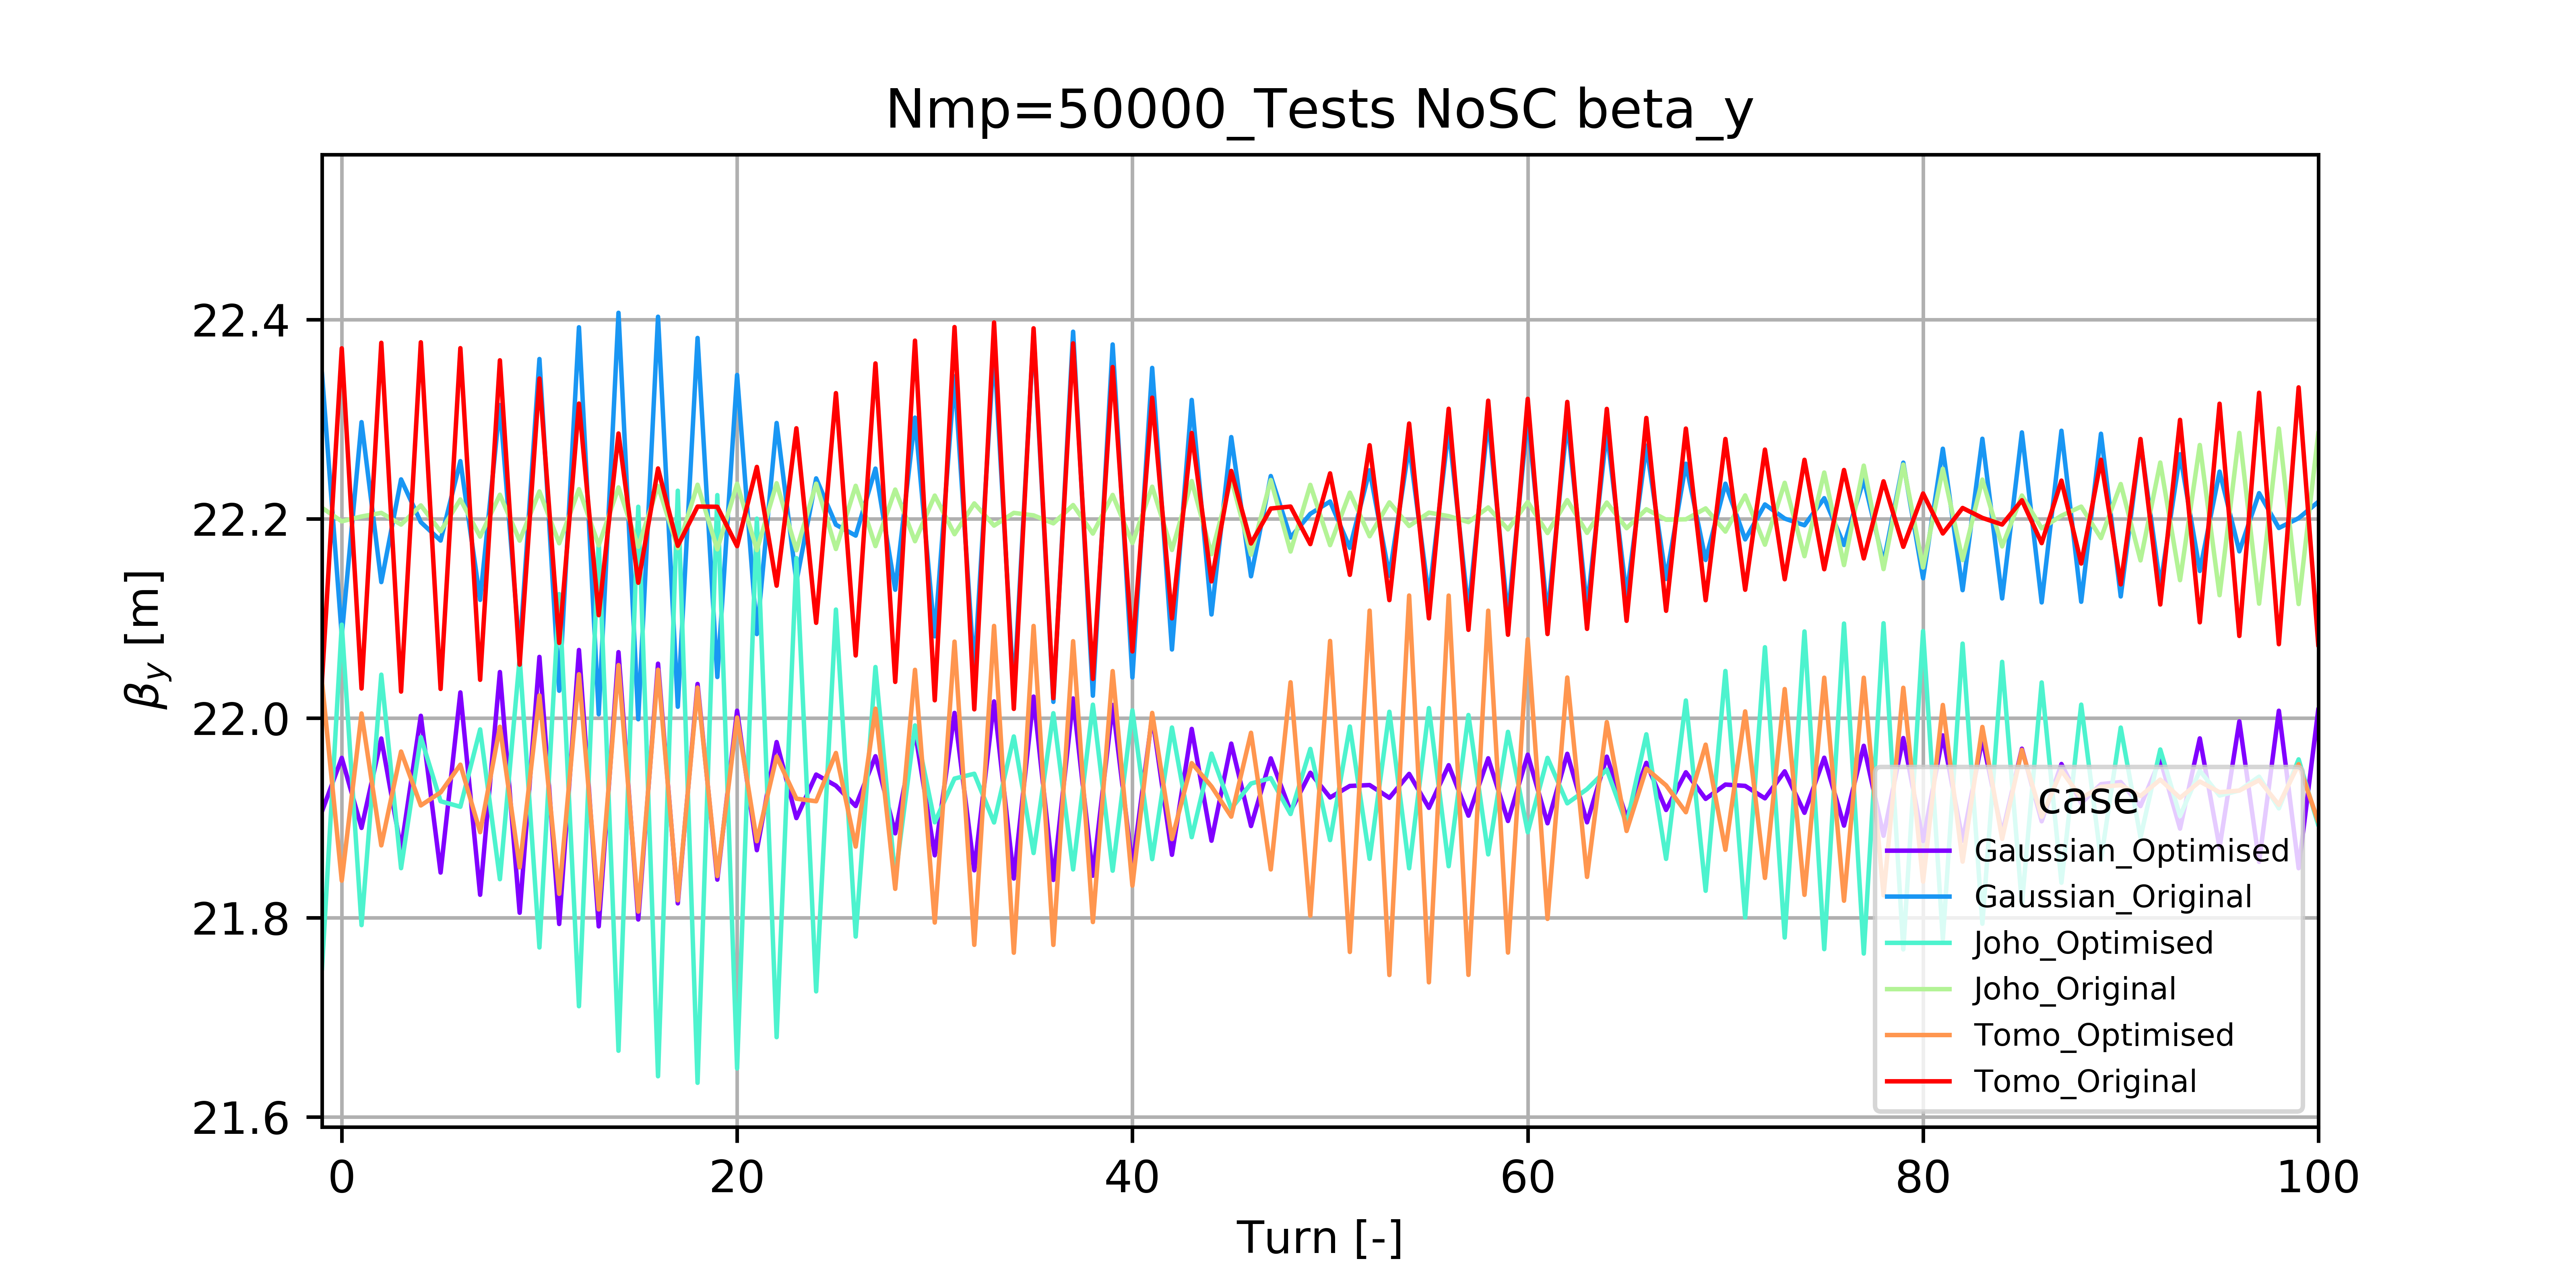 Nmp=50000_Tests NoSC beta_y
22.4
22.2
22.0
21.8
21.6
βy [m]
0 20 40 60 80 100
Turn [-]
case
Gaussian_Optimised
Gaussian_Original
Joho_Optimised
Joho_Original
Tomo_Optimised
Tomo_Original